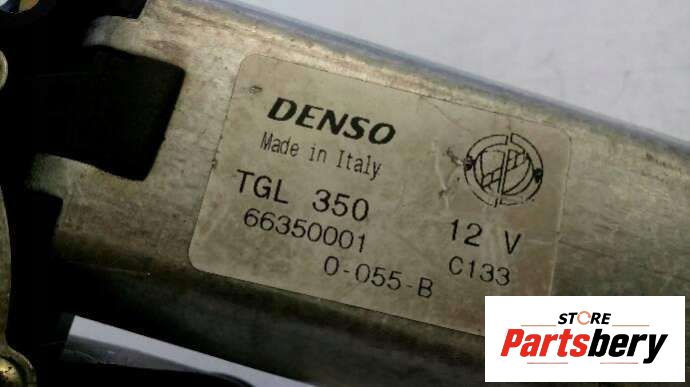 DENSO
Made in Italy
TGL 350
12 V
66350001
C133
0-055-B
STORE
Partsbery